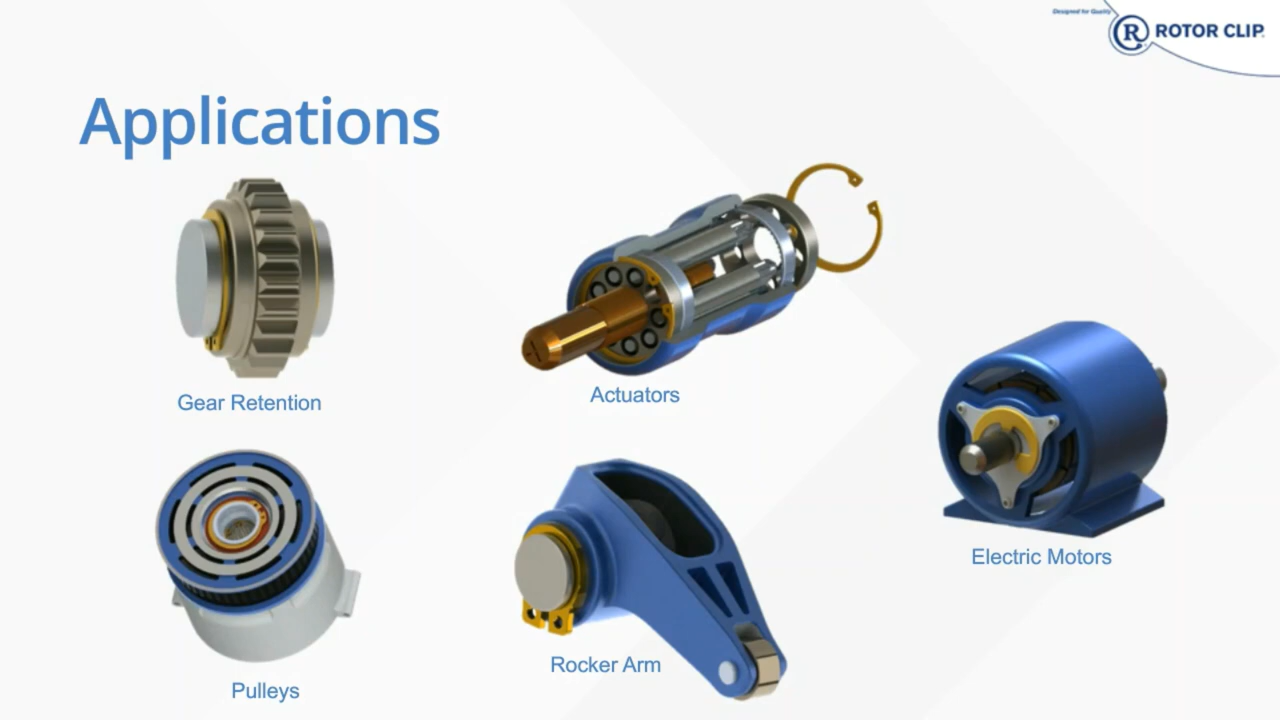 Designed for Quality
R ROTOR CLIP
Applications
Gear Retention
Actuators
Electric Motors
Pulleys
Rocker Arm